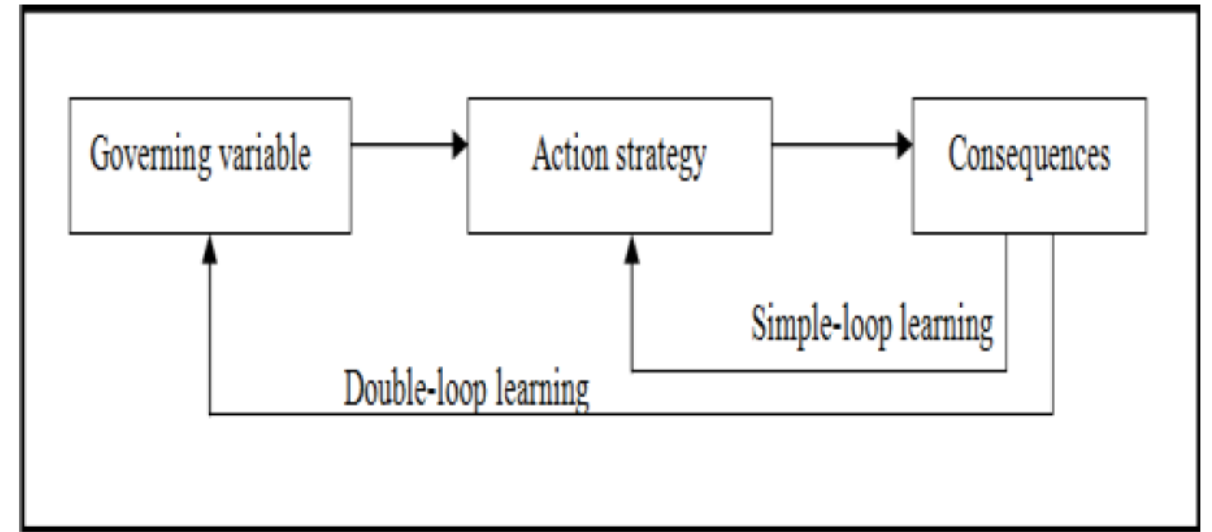 Governing variable
Action strategy
Consequences
Simple-loop learning
Double-loop learning